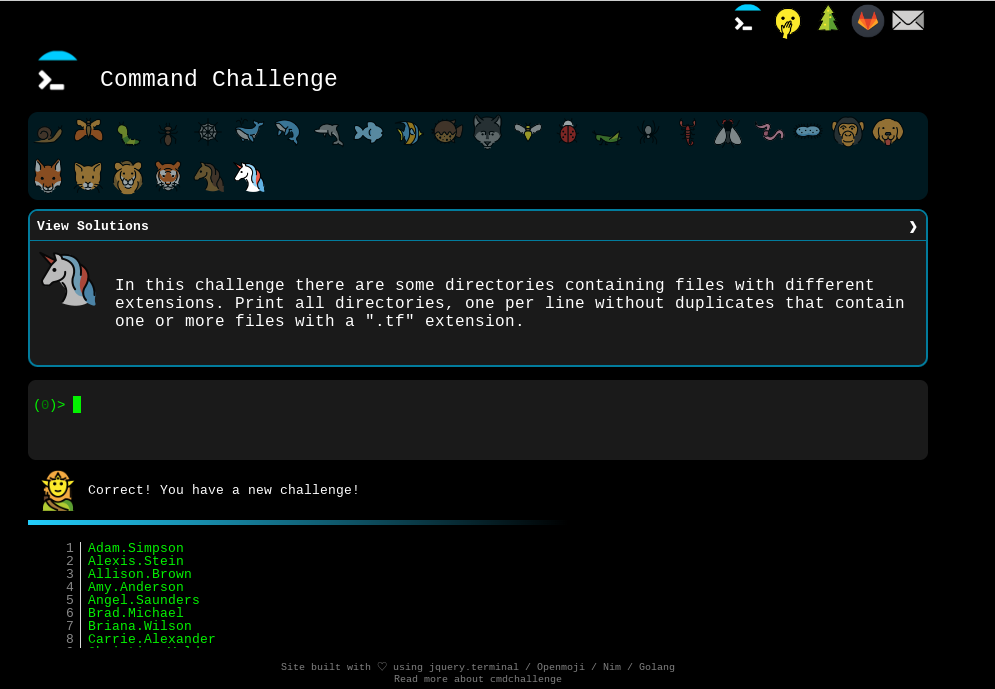 Command Challenge
View Solutions
In this challenge there are some directories containing files with different
extensions. Print all directories, one per line without duplicates that contain
one or more files with a ".tf" extension.
(0)>
Correct! You have a new challenge!
1 Adam.Simpson
2 Alexis.Stein
3 Allison.Brown
4 Amy.Anderson
5 Angel.Saunders
6 Brad.Michael
7 Briana.Wilson
8 Carrie.Alexander
Site built with ♡ using jquery.terminal / Openmoji / Nim / Golang
Read more about cmdchallenge